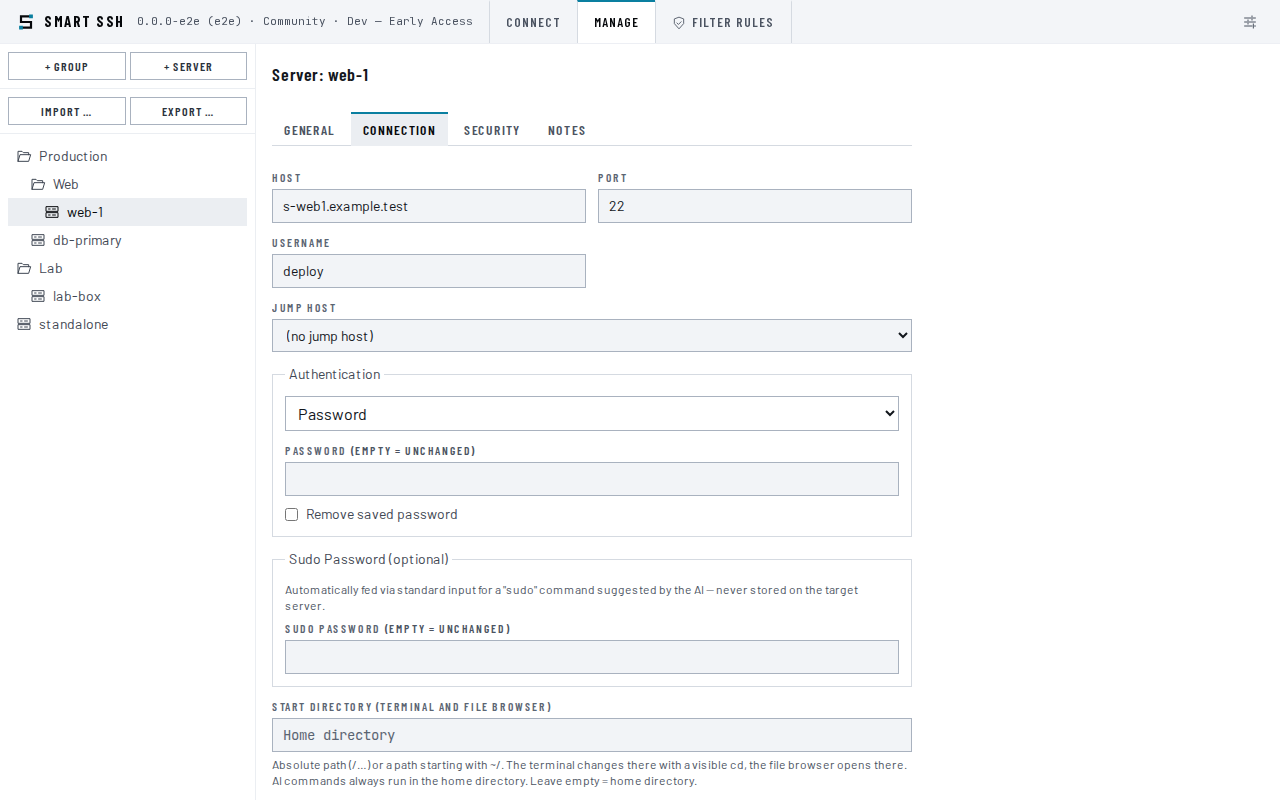 SMART SSH 0.0.0-e2e (e2e) · Community · Dev — Early Access CONNECT MANAGE FILTER RULES
+ GROUP + SERVER
IMPORT ... EXPORT ...
Production
Web
web-1
db-primary
Lab
lab-box
standalone
Server: web-1
GENERAL CONNECTION SECURITY NOTES
HOST PORT
s-web1.example.test 22
USERNAME
deploy
JUMP HOST
(no jump host)
Authentication
Password
PASSWORD (EMPTY = UNCHANGED)
Remove saved password
Sudo Password (optional)
Automatically fed via standard input for a "sudo" command suggested by the AI — never stored on the target
server.
SUDO PASSWORD (EMPTY = UNCHANGED)
START DIRECTORY (TERMINAL AND FILE BROWSER)
Home directory
Absolute path (/...) or a path starting with ~/. The terminal changes there with a visible cd, the file browser opens there.
AI commands always run in the home directory. Leave empty = home directory.